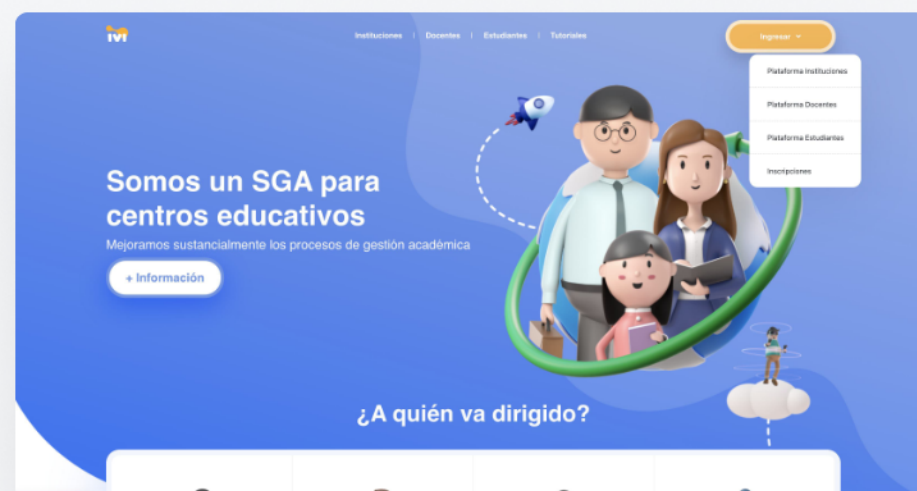 ivi
Instituciones | Docentes | Estudiantes | Tutoriales
Ingresar
Plataforma Instituciones
Plataforma Docentes
Plataforma Estudiantes
Inscripciones
Somos un SGA para
centros educativos
Mejoramos sustancialmente los procesos de gestión académica
+ Información
¿A quién va dirigido?